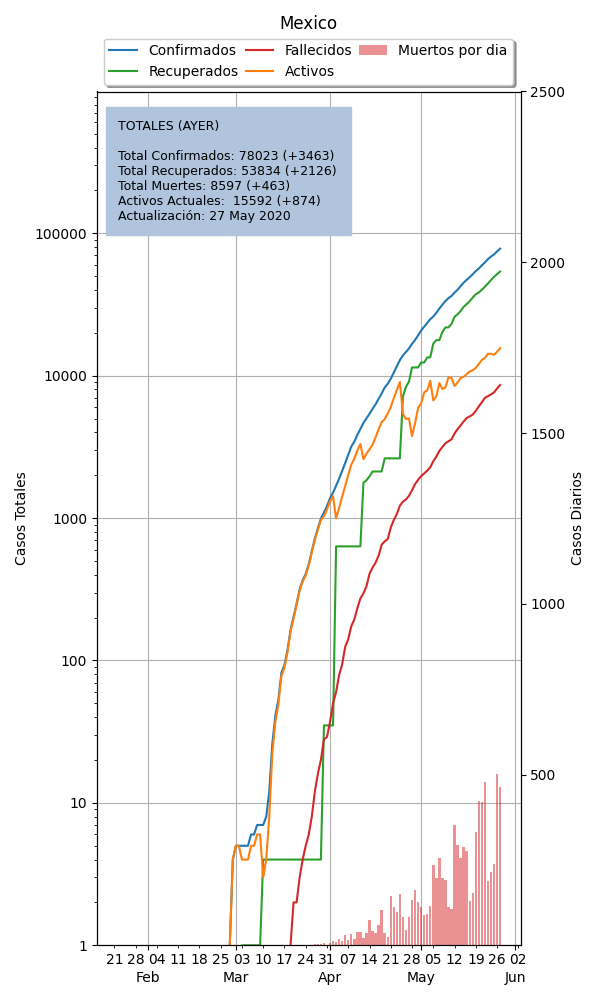 Mexico
Confirmados Fallecidos Muertos por dia
Recuperados Activos
TOTALES (AYER)
Total Confirmados: 78023 (+3463)
Total Recuperados: 53834 (+2126)
Total Muertes: 8597 (+463)
Activos Actuales:  15592 (+874)
Actualización: 27 May 2020
Casos Totales
100000
10000
1000
100
10
1
2500
2000
1500
1000
500
Casos Diarios
21 28 04 11 18 25 03 10 17 24 31 07 14 21 28 05 12 19 26 02
Feb Mar Apr May Jun